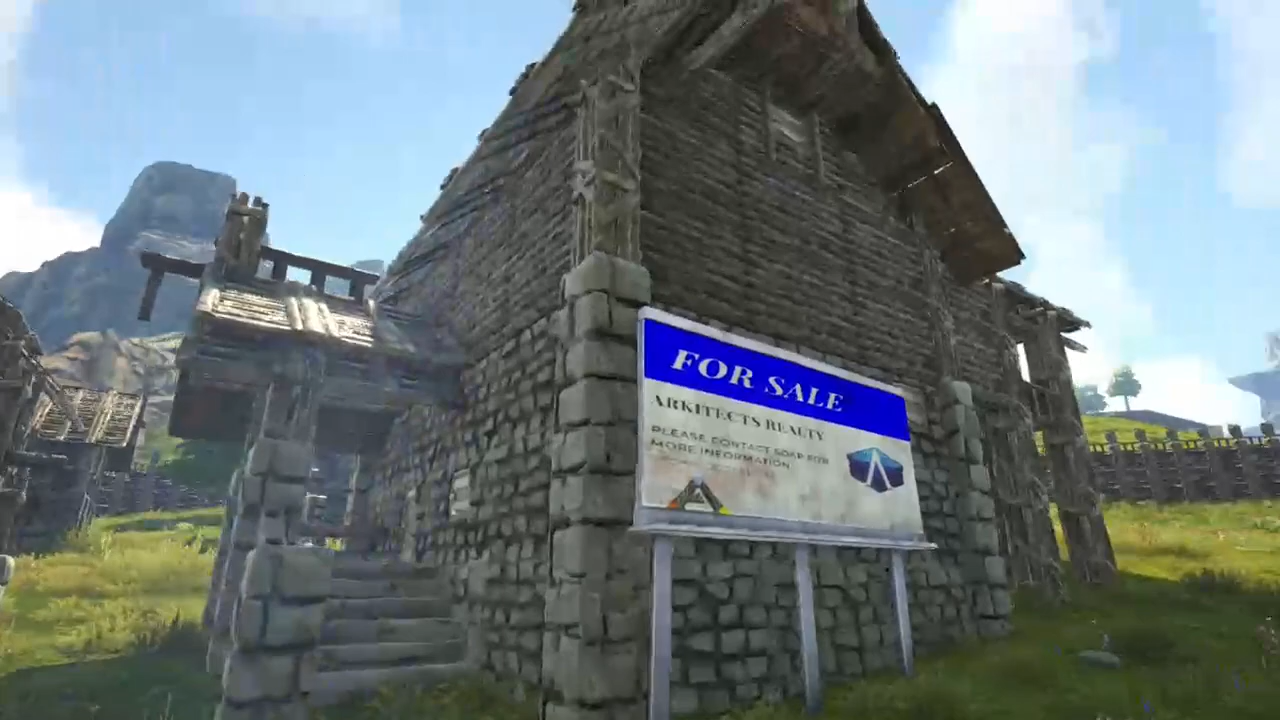 FOR SALE
ARKITECTS REALTY
PLEASE CONTACT SOAP FOR
MORE INFORMATION